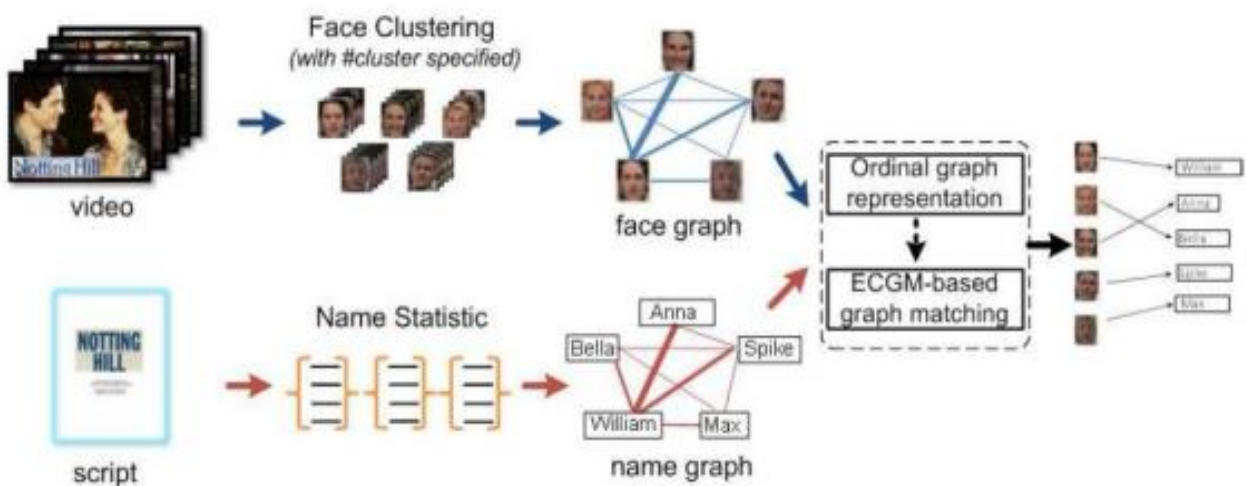 Face Clustering
(with #cluster specified)
Notting Hill
video
face graph
Ordinal graph
representation
ECGM-based
graph matching
William
Anna
Bella
Spike
Max
NOTTING
HILL
script
Name Statistic
Anna
Bella
Spike
William
Max
name graph